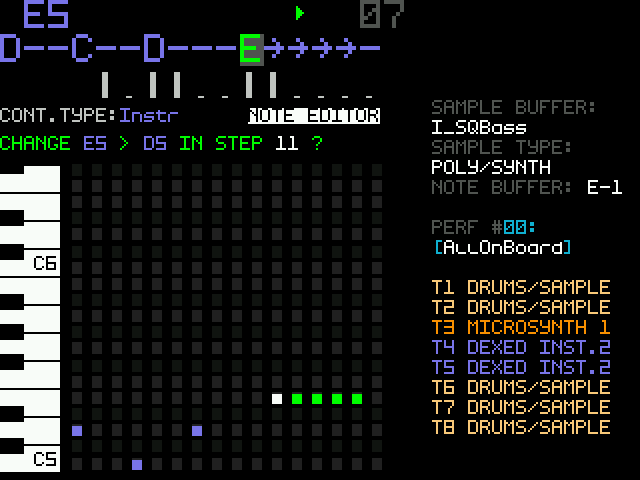 E5 07
D--C--D---E→→→→-
CONT.TYPE:Instr NOTE EDITOR
CHANGE E5 > D5 IN STEP 11 ?
C6
C5
SAMPLE BUFFER:
I_SQBass
SAMPLE TYPE:
POLY/SYNTH
NOTE BUFFER: E-1
PERF #00:
[AllOnBoard]
T1 DRUMS/SAMPLE
T2 DRUMS/SAMPLE
T3 MICROSYNTH 1
T4 DEXED INST.2
T5 DEXED INST.2
T6 DRUMS/SAMPLE
T7 DRUMS/SAMPLE
T8 DRUMS/SAMPLE